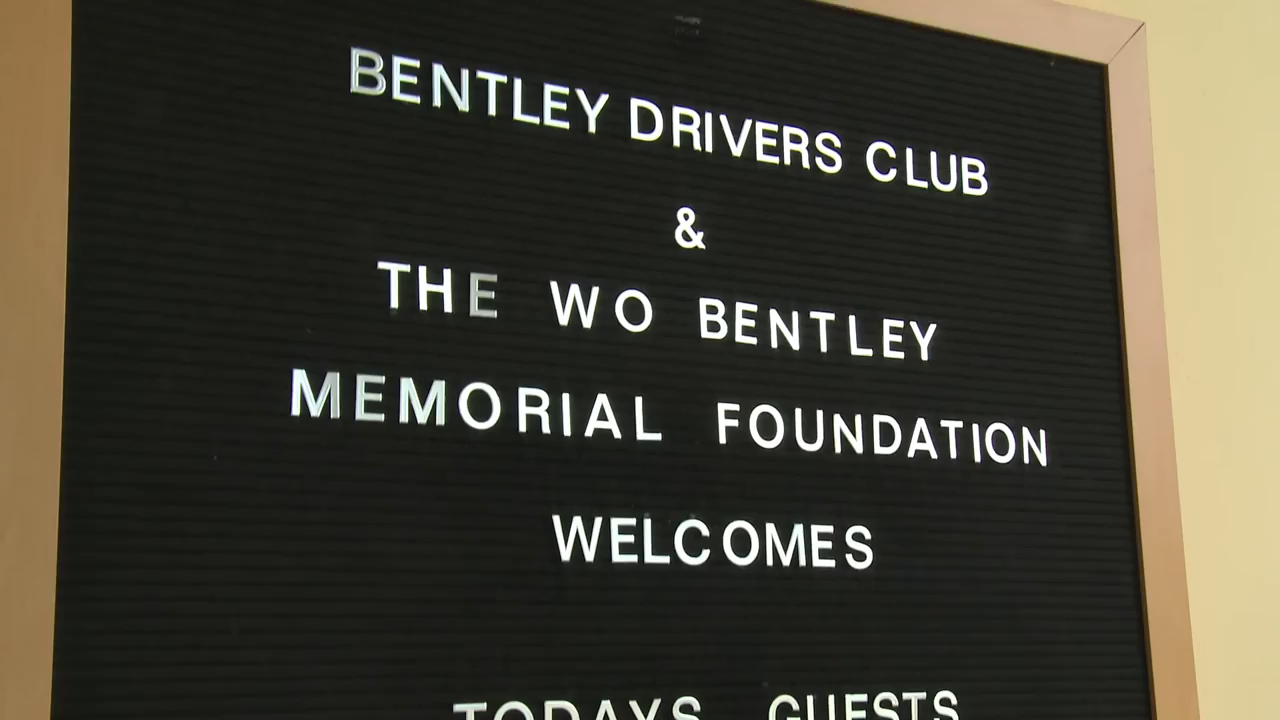 BENTLEY DRIVERS CLUB
&
THE WO BENTLEY
MEMORIAL FOUNDATION
WELCOMES
TODAYS GUESTS